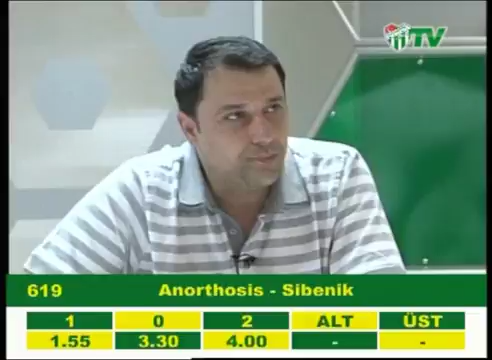 TV
619 Anorthosis - Sibenik
1 0 2 ALT ÜST
1.55 3.30 4.00 - -